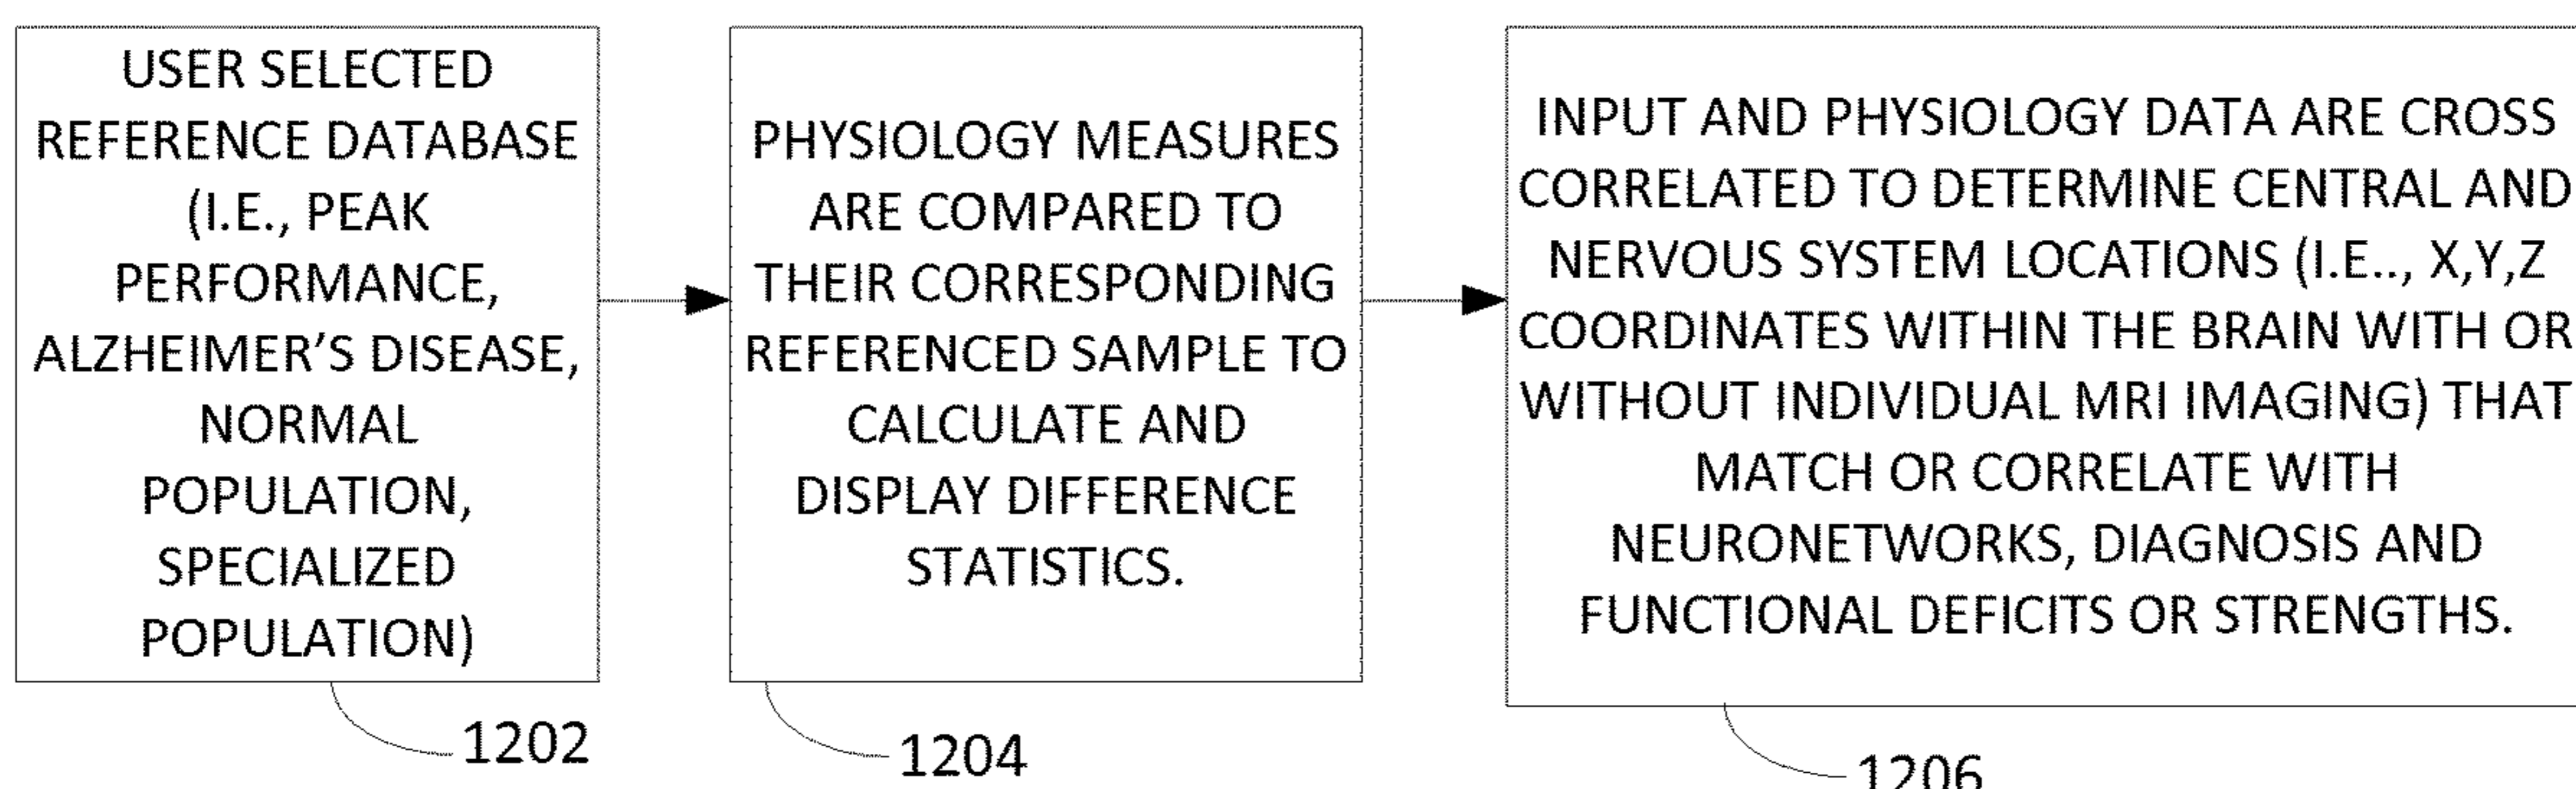 USER SELECTED
REFERENCE DATABASE
(I.E., PEAK
PERFORMANCE,
ALZHEIMER'S DISEASE,
NORMAL
POPULATION,
SPECIALIZED
POPULATION)
1202
PHYSIOLOGY MEASURES
ARE COMPARED TO
THEIR CORRESPONDING
REFERENCED SAMPLE TO
CALCULATE AND
DISPLAY DIFFERENCE
STATISTICS.
1204
INPUT AND PHYSIOLOGY DATA ARE CROSS
CORRELATED TO DETERMINE CENTRAL AND
NERVOUS SYSTEM LOCATIONS (I.E.., X,Y,Z
COORDINATES WITHIN THE BRAIN WITH OR
WITHOUT INDIVIDUAL MRI IMAGING) THAT
MATCH OR CORRELATE WITH
NEURONETWORKS, DIAGNOSIS AND
FUNCTIONAL DEFICITS OR STRENGTHS.
1206